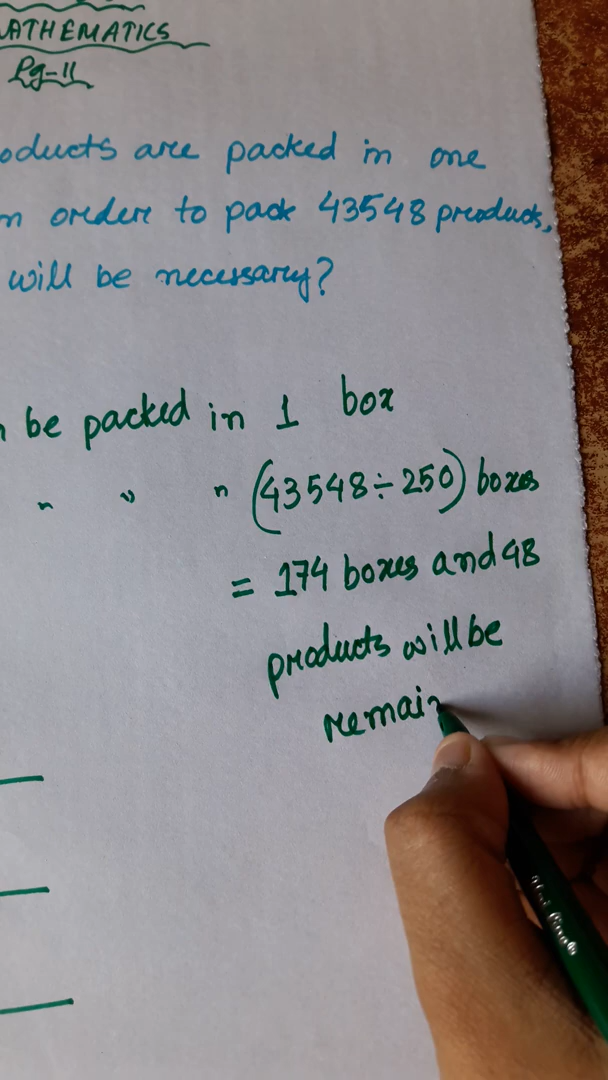 ATHEMATICS
Pg-11
oducts are packed in one
n order to pack 43548 products,
will be necessary?
n be packed in 1 box
" " " (43548÷250) boxes
= 174 boxes and 48
products will be
remain